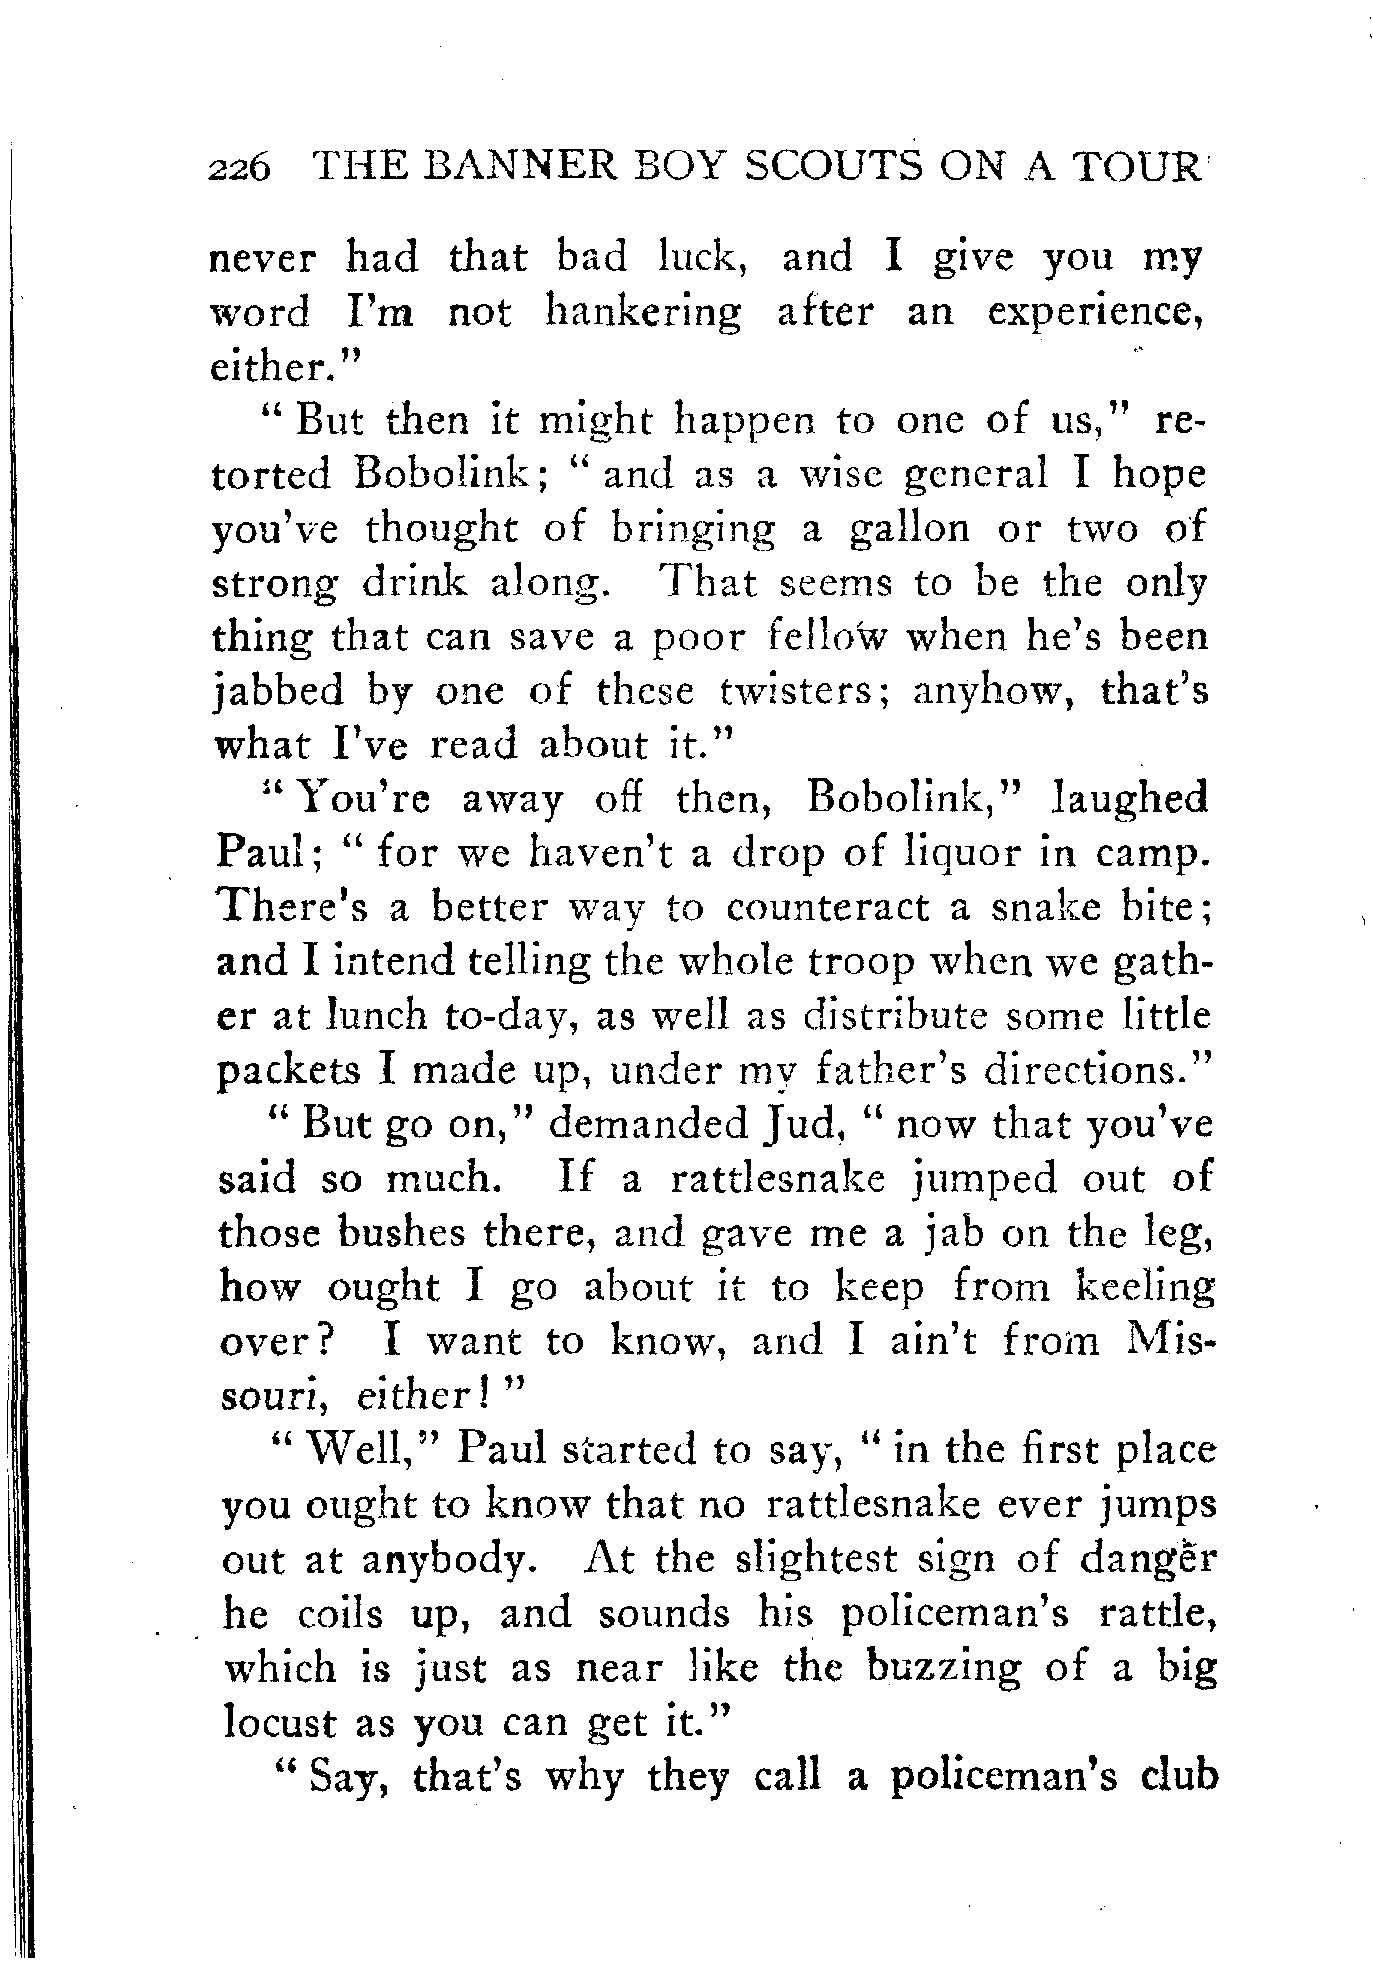 226 THE BANNER BOY SCOUTS ON A TOUR
never had that bad luck, and I give you my
word I'm not hankering after an experience,
either."
" But then it might happen to one of us," re-
torted Bobolink; " and as a wise general I hope
you've thought of bringing a gallon or two of
strong drink along. That seems to be the only
thing that can save a poor fellow when he's been
jabbed by one of these twisters; anyhow, that's
what I've read about it."
" You're away off then, Bobolink," laughed
Paul; " for we haven't a drop of liquor in camp.
There's a better way to counteract a snake bite;
and I intend telling the whole troop when we gath-
er at lunch to-day, as well as distribute some little
packets I made up, under my father's directions."
" But go on," demanded Jud, " now that you've
said so much. If a rattlesnake jumped out of
those bushes there, and gave me a jab on the leg,
how ought I go about it to keep from keeling
over? I want to know, and I ain't from Mis-
souri, either! "
" Well," Paul started to say, " in the first place
you ought to know that no rattlesnake ever jumps
out at anybody. At the slightest sign of danger
he coils up, and sounds his policeman's rattle,
which is just as near like the buzzing of a big
locust as you can get it."
" Say, that's why they call a policeman's club